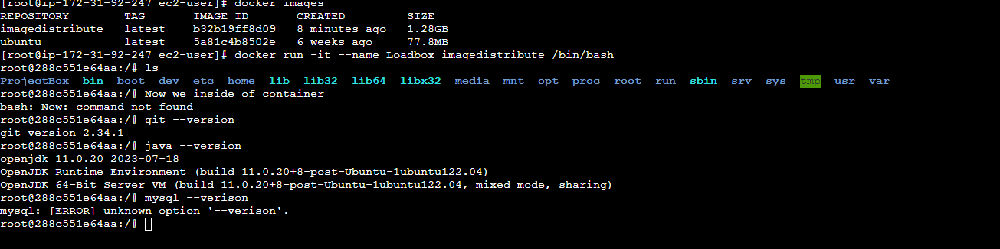 [root@ip-172-31-92-247 ec2-user]# docker images
REPOSITORY TAG IMAGE ID CREATED SIZE
imagedistribute latest b32b19ff8d09 8 minutes ago 1.28GB
ubuntu latest 5a81c4b8502e 6 weeks ago 77.8MB
[root@ip-172-31-92-247 ec2-user]# docker run -it --name Loadbox imagedistribute /bin/bash
root@288c551e64aa:/# ls
ProjectBox bin boot dev etc home lib lib32 lib64 libx32 media mnt opt proc root run sbin srv sys tmp usr var
root@288c551e64aa:/# Now we inside of container
bash: Now: command not found
root@288c551e64aa:/# git --version
git version 2.34.1
root@288c551e64aa:/# java --version
openjdk 11.0.20 2023-07-18
OpenJDK Runtime Environment (build 11.0.20+8-post-Ubuntu-1ubuntu122.04)
OpenJDK 64-Bit Server VM (build 11.0.20+8-post-Ubuntu-1ubuntu122.04, mixed mode, sharing)
root@288c551e64aa:/# mysql --verison
mysql: [ERROR] unknown option '--verison'.
root@288c551e64aa:/#